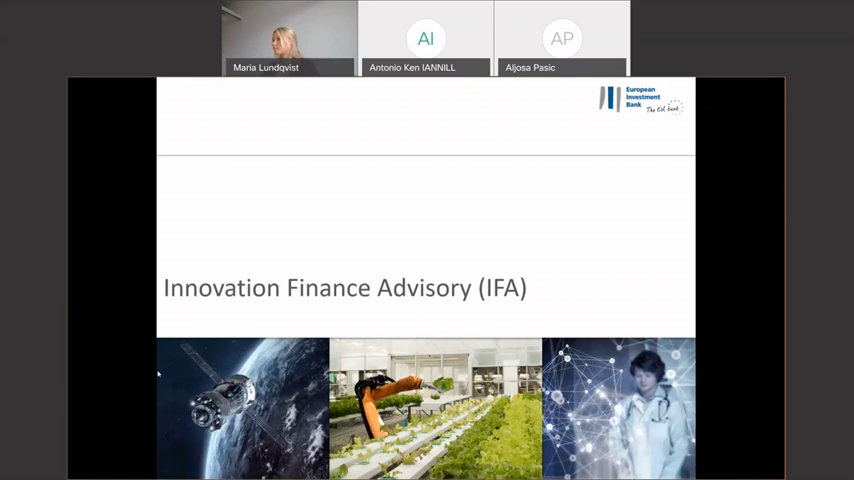 AI
AP
Maria Lundqvist
Antonio Ken IANNILL
Aljosa Pasic
European
Investment
Bank
The EU bank
Innovation Finance Advisory (IFA)